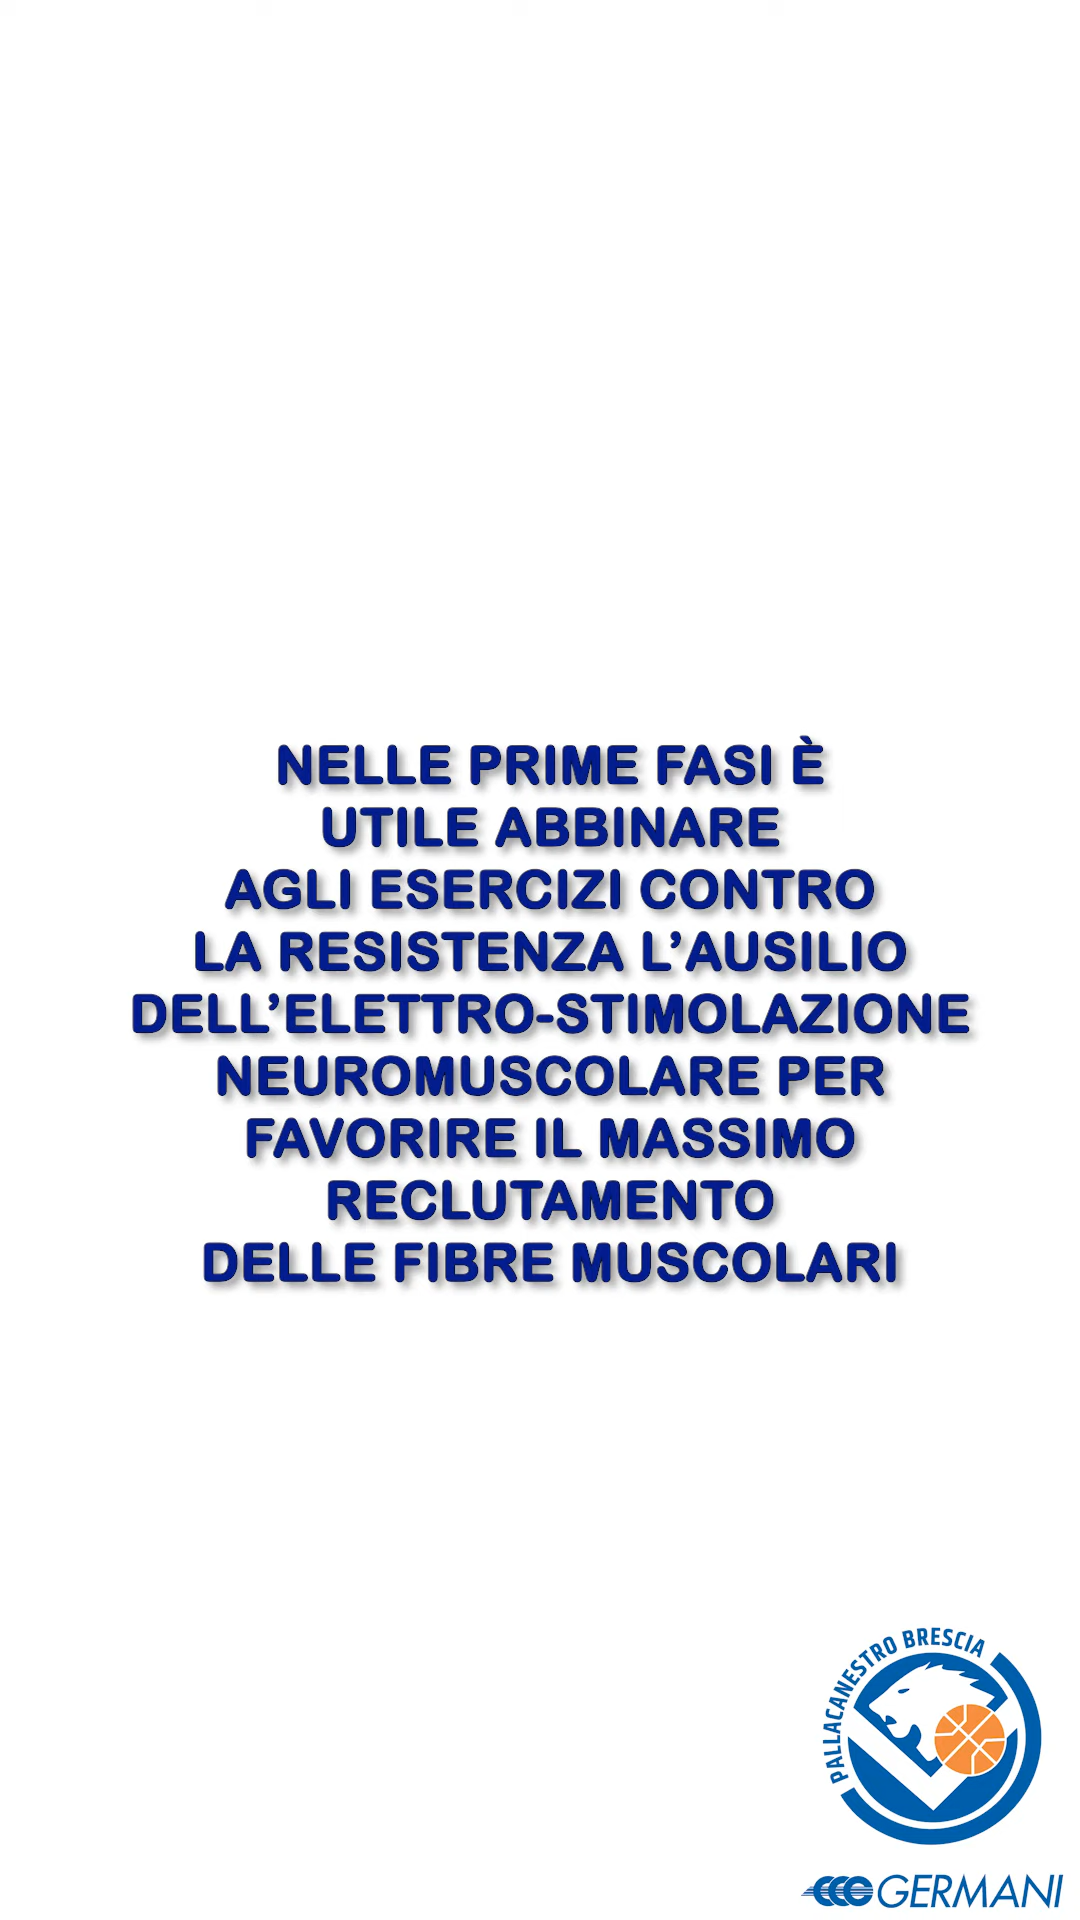 NELLE PRIME FASI È
UTILE ABBINARE
AGLI ESERCIZI CONTRO
LA RESISTENZA L’AUSILIO
DELL’ELETTRO-STIMOLAZIONE
NEUROMUSCOLARE PER
FAVORIRE IL MASSIMO
RECLUTAMENTO
DELLE FIBRE MUSCOLARI
PALLACANESTRO BRESCIA
GERMANI